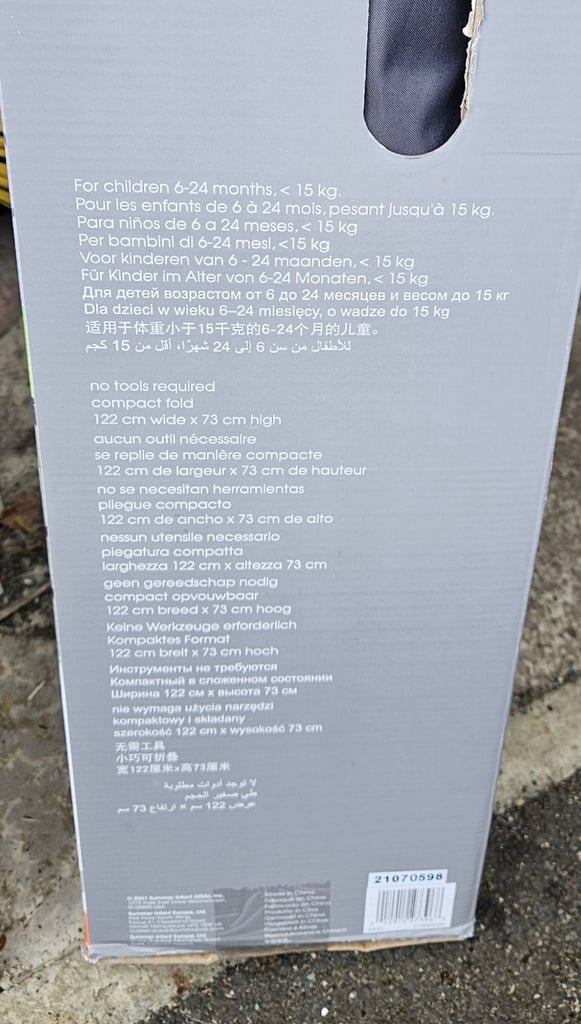 For children 6-24 months, < 15 kg.
Pour les enfants de 6 à 24 mois, pesant jusqu'à 15 kg.
Para niños de 6 a 24 meses, < 15 kg
Per bambini di 6-24 mesi, <15 kg
Voor kinderen van 6 - 24 maanden, < 15 kg
Für Kinder im Alter von 6-24 Monaten, < 15 kg
Для детей возрастом от 6 до 24 месяцев и весом до 15 кг
Dla dzieci w wieku 6–24 miesięcy, o wadze do 15 kg
适用于体重小于15千克的6-24个月的儿童。
للأطفال من سن 6 إلى 24 شهرًا، أقل من 15 كجم
no tools required
compact fold
122 cm wide x 73 cm high
aucun outil nécessaire
se replie de manière compacte
122 cm de largeur x 73 cm de hauteur
no se necesitan herramientas
pliegue compacto
122 cm de ancho x 73 cm de alto
nessun utensile necessario
piegatura compatta
larghezza 122 cm x altezza 73 cm
geen gereedschap nodig
compact opvouwbaar
122 cm breed x 73 cm hoog
Keine Werkzeuge erforderlich
Kompaktes Format
122 cm breit x 73 cm hoch
Инструменты не требуются
Компактный в сложенном состоянии
Ширина 122 см x высота 73 см
nie wymaga użycia narzędzi
kompaktowy i składany
szerokość 122 cm x wysokość 73 cm
无需工具
小巧可折叠
宽122厘米x高73厘米
لا توجد أدوات مطلوبة
طي صغير الحجم
عرض 122 سم × ارتفاع 73 سم
© 2021 Summer Infant (USA), Inc.
Summer Infant Europe, Ltd.
Made in China
21070598